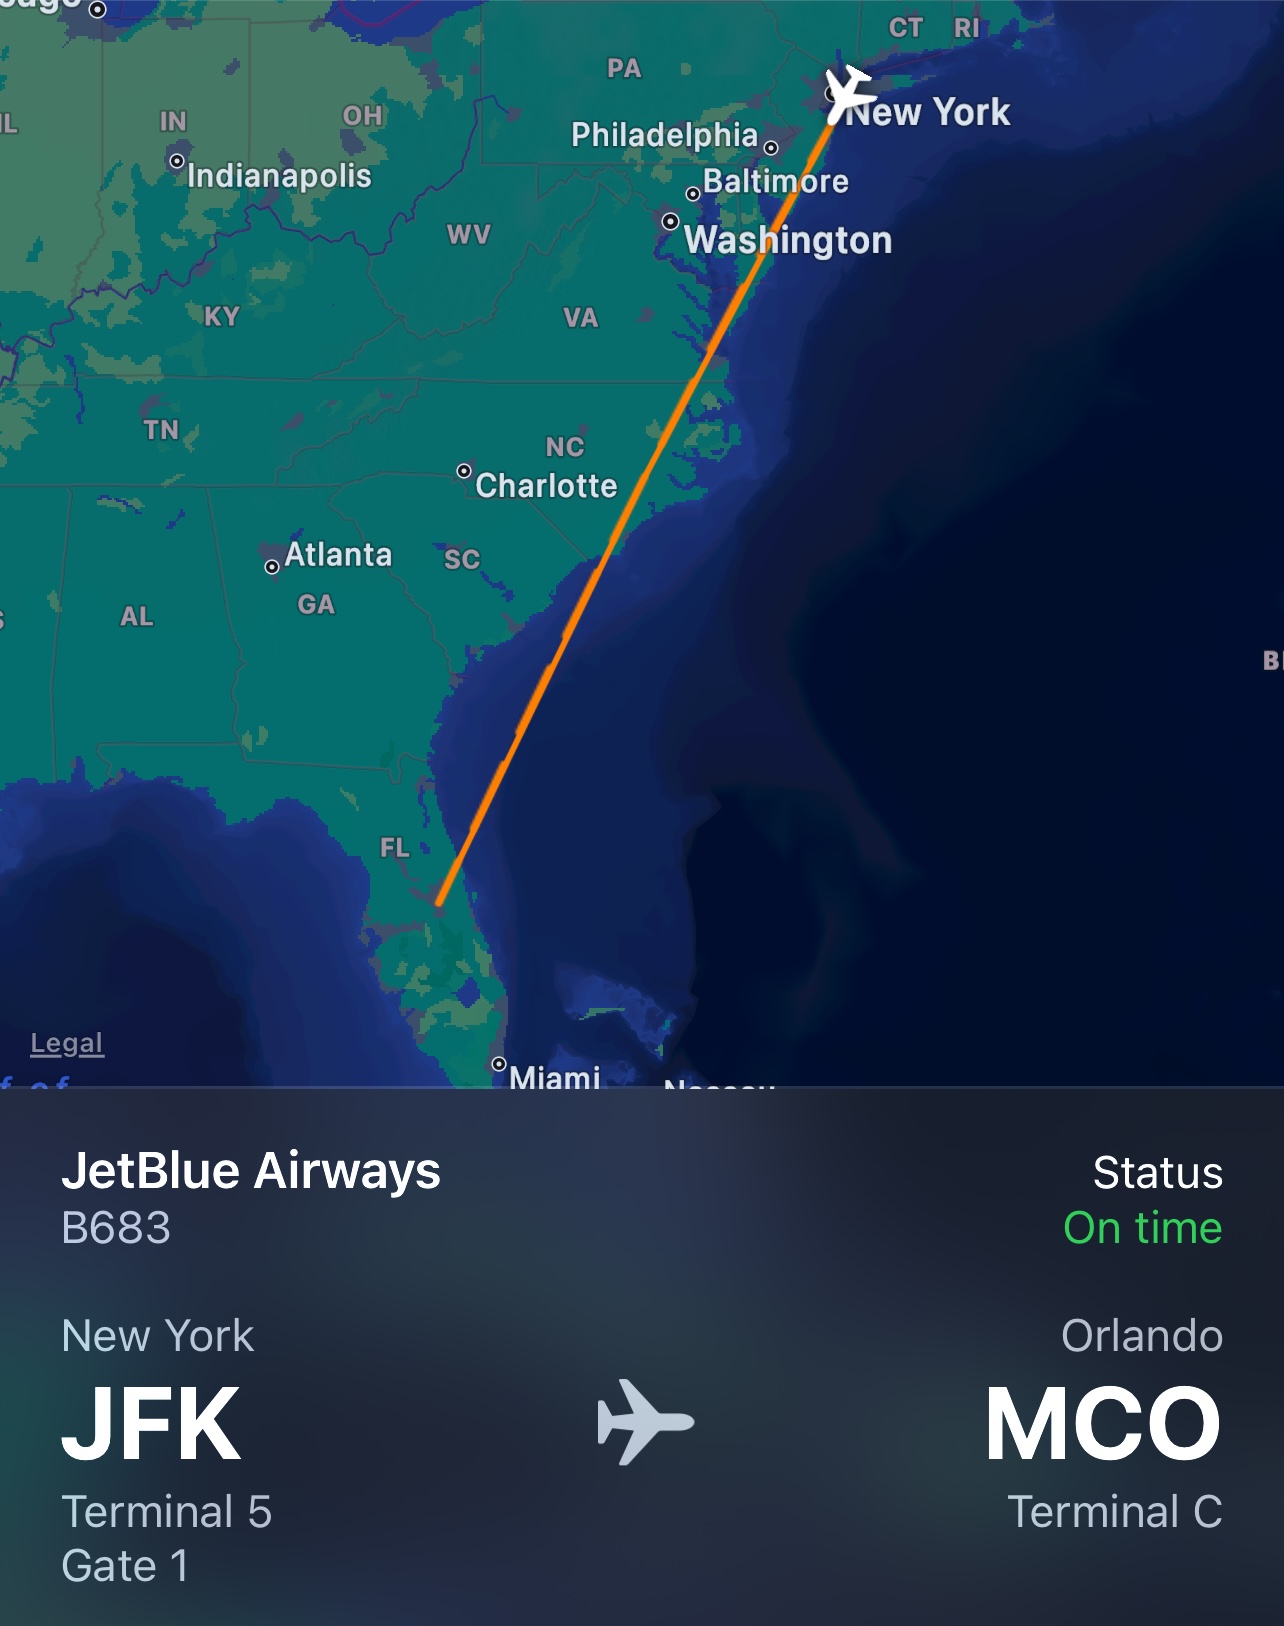 CT
RI
PA
New York
IN
OH
Philadelphia
Indianapolis
Baltimore
WV
Washington
KY
VA
TN
NC
Charlotte
Atlanta
SC
GA
AL
FL
Legal
Miami
JetBlue Airways
Status
B683
On time
New York
Orlando
JFK
MCO
Terminal 5
Terminal C
Gate 1